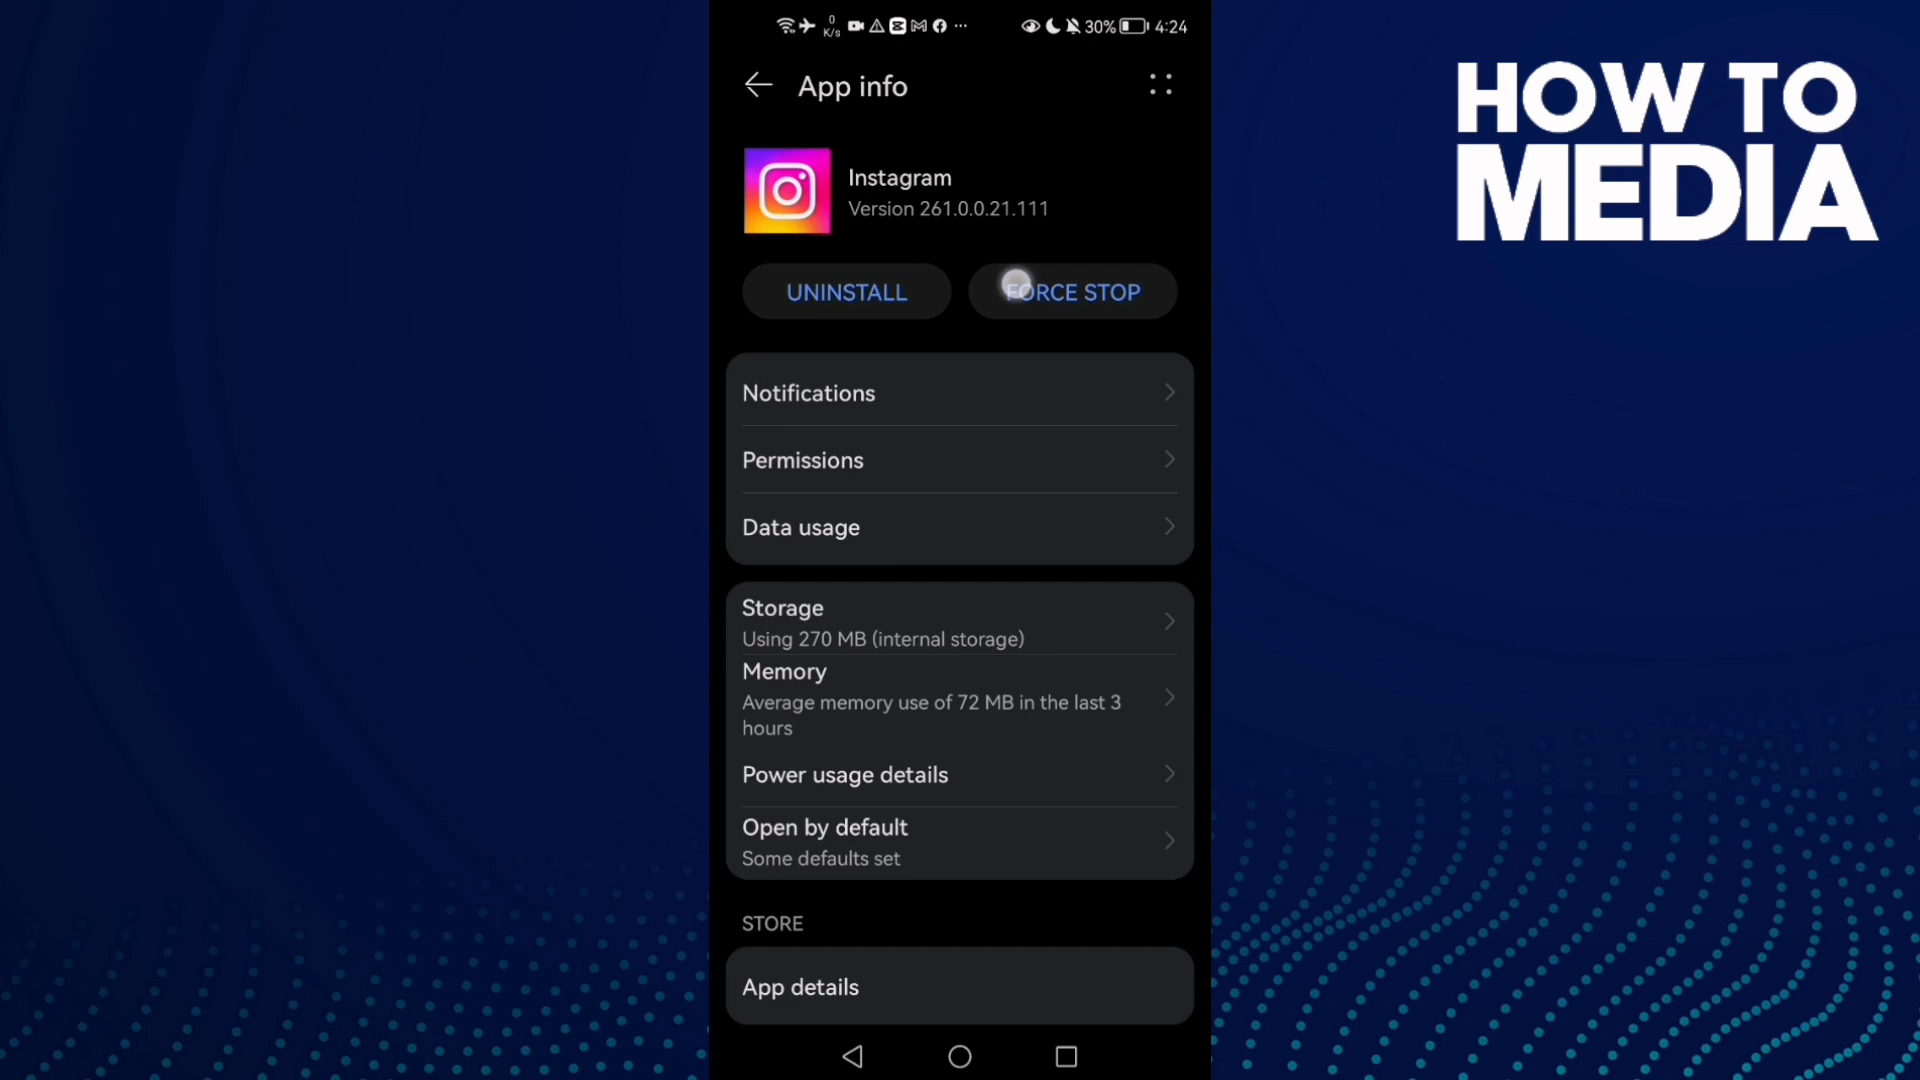 0
K/s
30%
4:24
App info
HOW TO
MEDIA
Instagram
Version 261.0.0.21.111
UNINSTALL
FORCE STOP
Notifications
Permissions
Data usage
Storage
Using 270 MB (internal storage)
Memory
Average memory use of 72 MB in the last 3
hours
Power usage details
Open by default
Some defaults set
STORE
App details